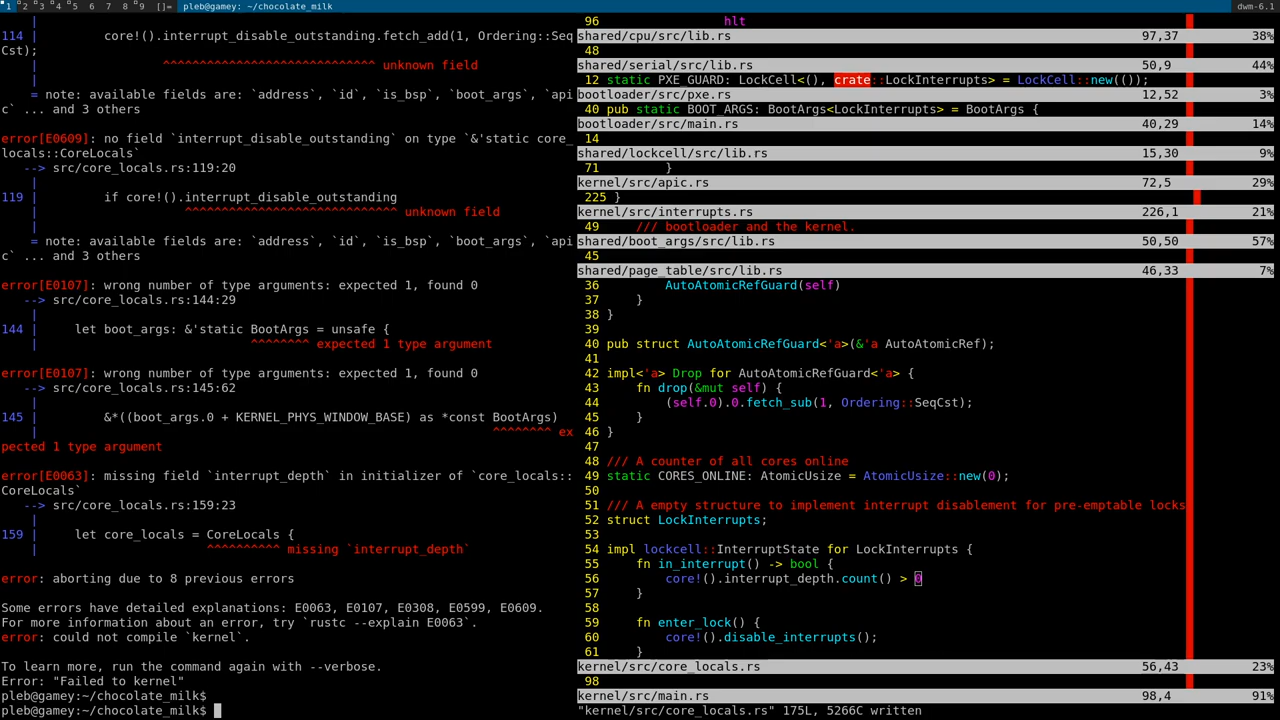 1 2 3 4 5 6 7 8 9 []= pleb@gamey: ~/chocolate_milk dwm-6.1
|
114 | core!().interrupt_disable_outstanding.fetch_add(1, Ordering::Seq
Cst);
| ^^^^^^^^^^^^^^^^^^^^^^^^^^^^^ unknown field
|
= note: available fields are: `address`, `id`, `is_bsp`, `boot_args`, `api
c` ... and 3 others
error[E0609]: no field `interrupt_disable_outstanding` on type `&'static core_
locals::CoreLocals`
--> src/core_locals.rs:119:20
|
119 | if core!().interrupt_disable_outstanding
| ^^^^^^^^^^^^^^^^^^^^^^^^^^^^^ unknown field
|
= note: available fields are: `address`, `id`, `is_bsp`, `boot_args`, `api
c` ... and 3 others
error[E0107]: wrong number of type arguments: expected 1, found 0
--> src/core_locals.rs:144:29
|
144 | let boot_args: &'static BootArgs = unsafe {
| ^^^^^^^^ expected 1 type argument
error[E0107]: wrong number of type arguments: expected 1, found 0
--> src/core_locals.rs:145:62
|
145 | &*((boot_args.0 + KERNEL_PHYS_WINDOW_BASE) as *const BootArgs)
| ^^^^^^^^ ex
pected 1 type argument
error[E0063]: missing field `interrupt_depth` in initializer of `core_locals::
CoreLocals`
--> src/core_locals.rs:159:23
|
159 | let core_locals = CoreLocals {
| ^^^^^^^^^^ missing `interrupt_depth`
error: aborting due to 8 previous errors
Some errors have detailed explanations: E0063, E0107, E0308, E0599, E0609.
For more information about an error, try `rustc --explain E0063`.
error: could not compile `kernel`.
To learn more, run the command again with --verbose.
Error: "Failed to kernel"
pleb@gamey:~/chocolate_milk$
pleb@gamey:~/chocolate_milk$
96 hlt
shared/cpu/src/lib.rs 97,37 38%
48
shared/serial/src/lib.rs 50,9 44%
12 static PXE_GUARD: LockCell<(), crate::LockInterrupts> = LockCell::new(());
bootloader/src/pxe.rs 12,52 3%
40 pub static BOOT_ARGS: BootArgs<LockInterrupts> = BootArgs {
bootloader/src/main.rs 40,29 14%
14
shared/lockcell/src/lib.rs 15,30 9%
71 }
kernel/src/apic.rs 72,5 29%
225 }
kernel/src/interrupts.rs 226,1 21%
49 /// bootloader and the kernel.
shared/boot_args/src/lib.rs 50,50 57%
45
shared/page_table/src/lib.rs 46,33 7%
36 AutoAtomicRefGuard(self)
37 }
38 }
39
40 pub struct AutoAtomicRefGuard<'a>(&'a AutoAtomicRef);
41
42 impl<'a> Drop for AutoAtomicRefGuard<'a> {
43 fn drop(&mut self) {
44 (self.0).0.fetch_sub(1, Ordering::SeqCst);
45 }
46 }
47
48 /// A counter of all cores online
49 static CORES_ONLINE: AtomicUsize = AtomicUsize::new(0);
50
51 /// A empty structure to implement interrupt disablement for pre-emptable locks
52 struct LockInterrupts;
53
54 impl lockcell::InterruptState for LockInterrupts {
55 fn in_interrupt() -> bool {
56 core!().interrupt_depth.count() > 0
57 }
58
59 fn enter_lock() {
60 core!().disable_interrupts();
61 }
kernel/src/core_locals.rs 56,43 23%
98
kernel/src/main.rs 98,4 91%
"kernel/src/core_locals.rs" 175L, 5266C written